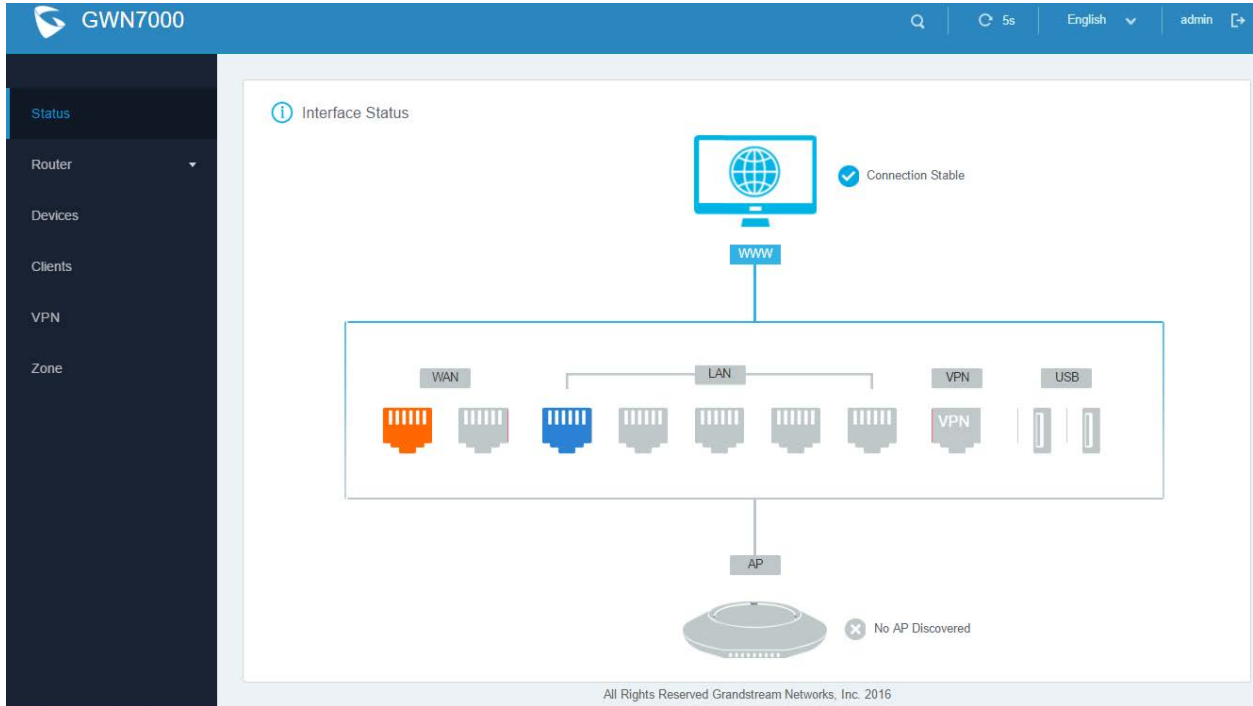 GWN7000
5s
English
admin
Status
Router
Devices
Clients
VPN
Zone
Interface Status
Connection Stable
WWW
WAN
LAN
VPN
USB
VPN
AP
No AP Discovered
All Rights Reserved Grandstream Networks, Inc. 2016